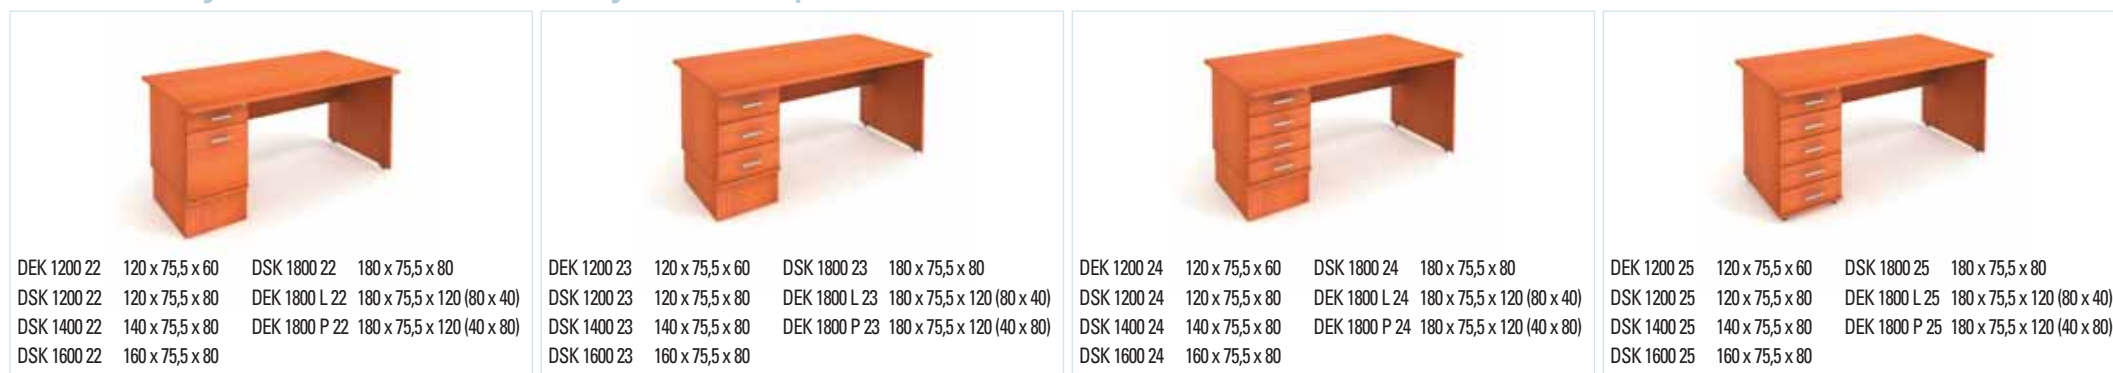 DEK 1200 22 120 x 75,5 x 60 DSK 1800 22 180 x 75,5 x 80
DSK 1200 22 120 x 75,5 x 80 DEK 1800 L 22 180 x 75,5 x 120 (80 x 40)
DSK 1400 22 140 x 75,5 x 80 DEK 1800 P 22 180 x 75,5 x 120 (40 x 80)
DSK 1600 22 160 x 75,5 x 80
DEK 1200 23 120 x 75,5 x 60 DSK 1800 23 180 x 75,5 x 80
DSK 1200 23 120 x 75,5 x 80 DEK 1800 L 23 180 x 75,5 x 120 (80 x 40)
DSK 1400 23 140 x 75,5 x 80 DEK 1800 P 23 180 x 75,5 x 120 (40 x 80)
DSK 1600 23 160 x 75,5 x 80
DEK 1200 24 120 x 75,5 x 60 DSK 1800 24 180 x 75,5 x 80
DSK 1200 24 120 x 75,5 x 80 DEK 1800 L 24 180 x 75,5 x 120 (80 x 40)
DSK 1400 24 140 x 75,5 x 80 DEK 1800 P 24 180 x 75,5 x 120 (40 x 80)
DSK 1600 24 160 x 75,5 x 80
DEK 1200 25 120 x 75,5 x 60 DSK 1800 25 180 x 75,5 x 80
DSK 1200 25 120 x 75,5 x 80 DEK 1800 L 25 180 x 75,5 x 120 (80 x 40)
DSK 1400 25 140 x 75,5 x 80 DEK 1800 P 25 180 x 75,5 x 120 (40 x 80)
DSK 1600 25 160 x 75,5 x 80